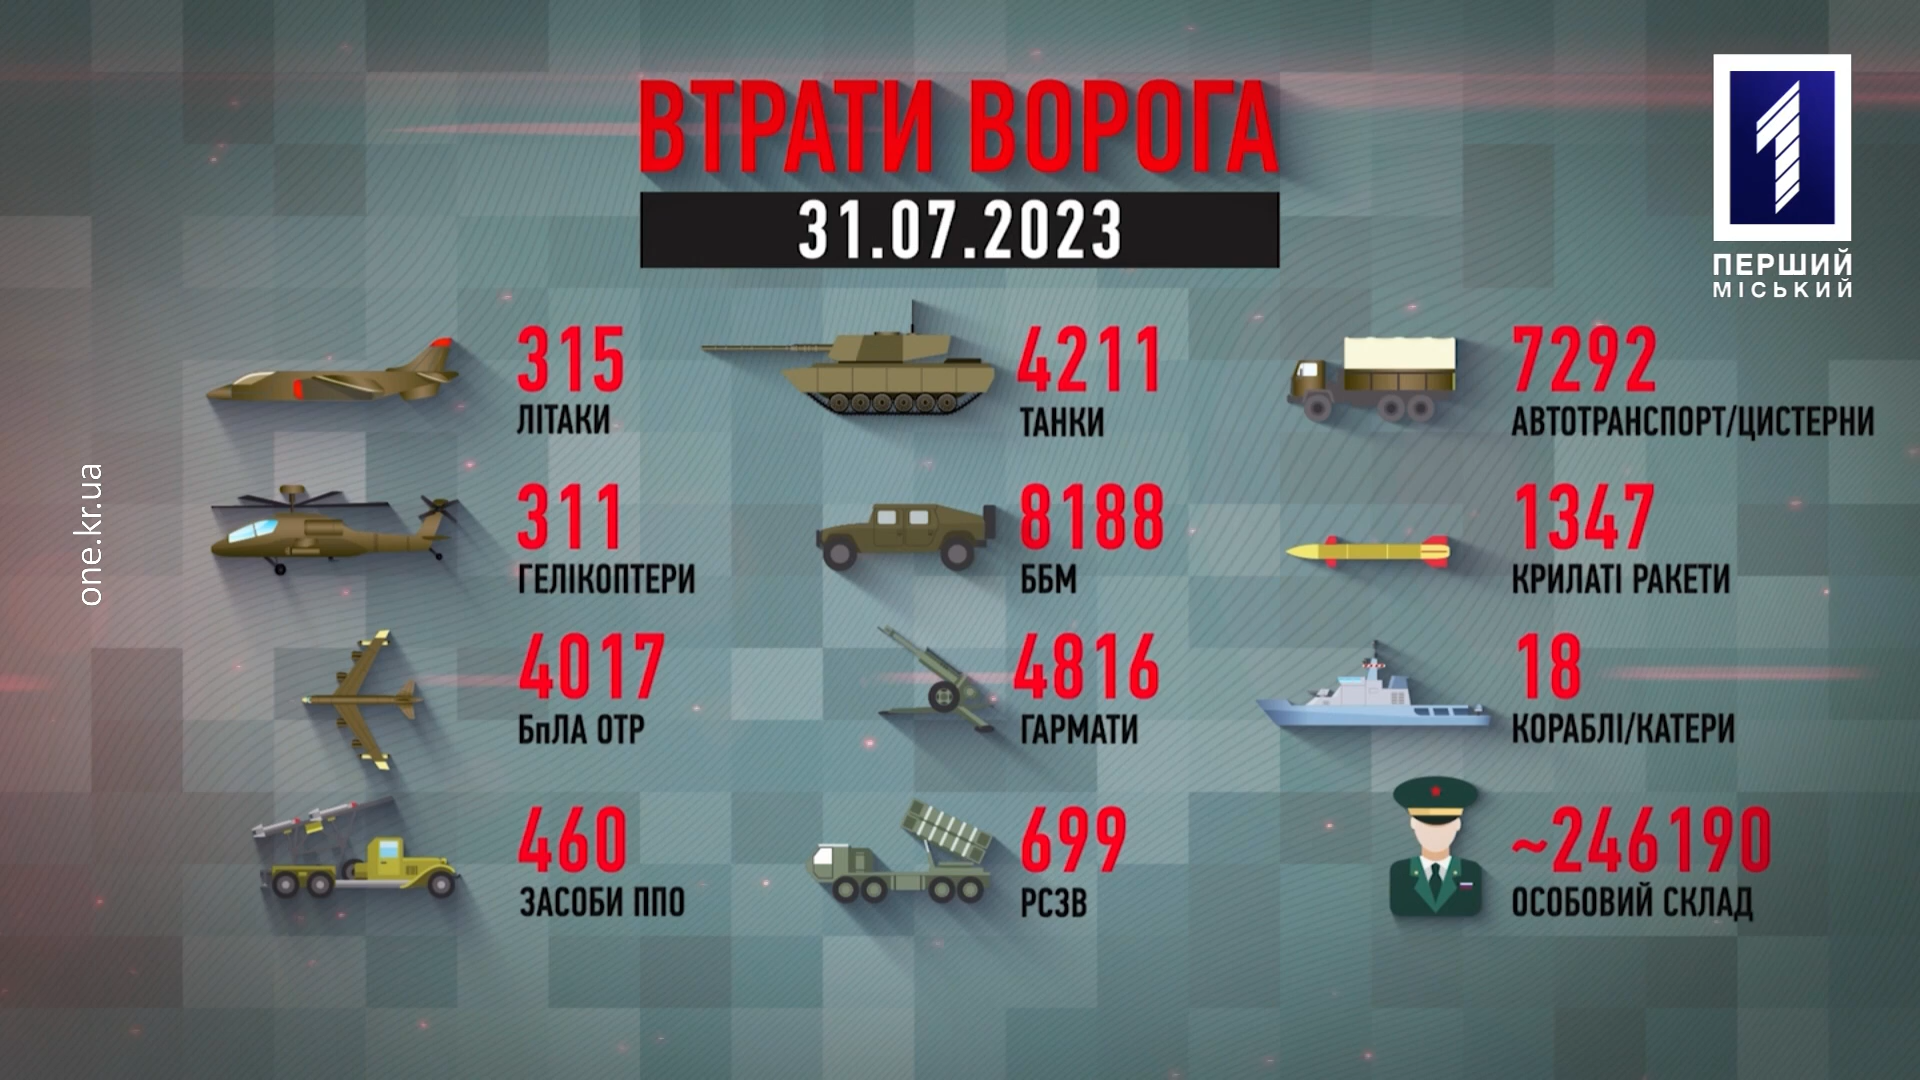 ВТРАТИ ВОРОГА
31.07.2023
1
ПЕРШИЙ
МІСЬКИЙ
one.kr.ua
315
ЛІТАКИ
4211
ТАНКИ
7292
АВТОТРАНСПОРТ/ЦИСТЕРНИ
311
ГЕЛІКОПТЕРИ
8188
ББМ
1347
КРИЛАТІ РАКЕТИ
4017
БпЛА ОТР
4816
ГАРМАТИ
18
КОРАБЛІ/КАТЕРИ
460
ЗАСОБИ ППО
699
РСЗВ
~246190
ОСОБОВИЙ СКЛАД